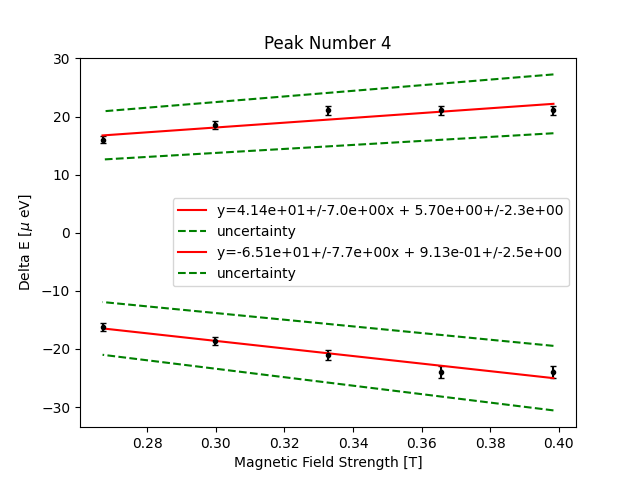 Peak Number 4
30
20
10
0
−10
−20
−30
Delta E [μ eV]
y=4.14e+01+/-7.0e+00x + 5.70e+00+/-2.3e+00
uncertainty
y=-6.51e+01+/-7.7e+00x + 9.13e-01+/-2.5e+00
uncertainty
0.28 0.30 0.32 0.34 0.36 0.38 0.40
Magnetic Field Strength [T]